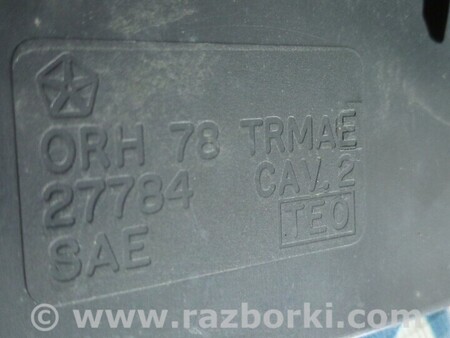 ORH 78 TRMAE
27784 CAV. 2
SAE TEO
© www.razborki.com